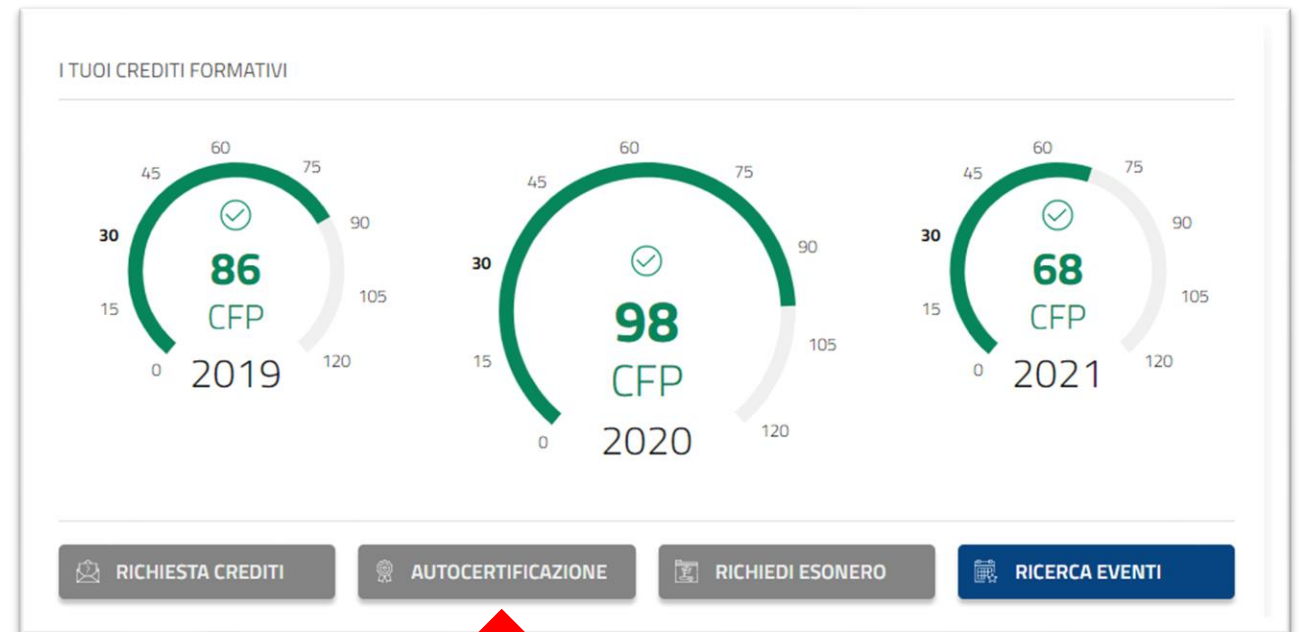 I TUOI CREDITI FORMATIVI
0 15 30 45 60 75 90 105 120
86
CFP
2019
0 15 30 45 60 75 90 105 120
98
CFP
2020
0 15 30 45 60 75 90 105 120
68
CFP
2021
RICHIESTA CREDITI
AUTOCERTIFICAZIONE
RICHIEDI ESONERO
RICERCA EVENTI